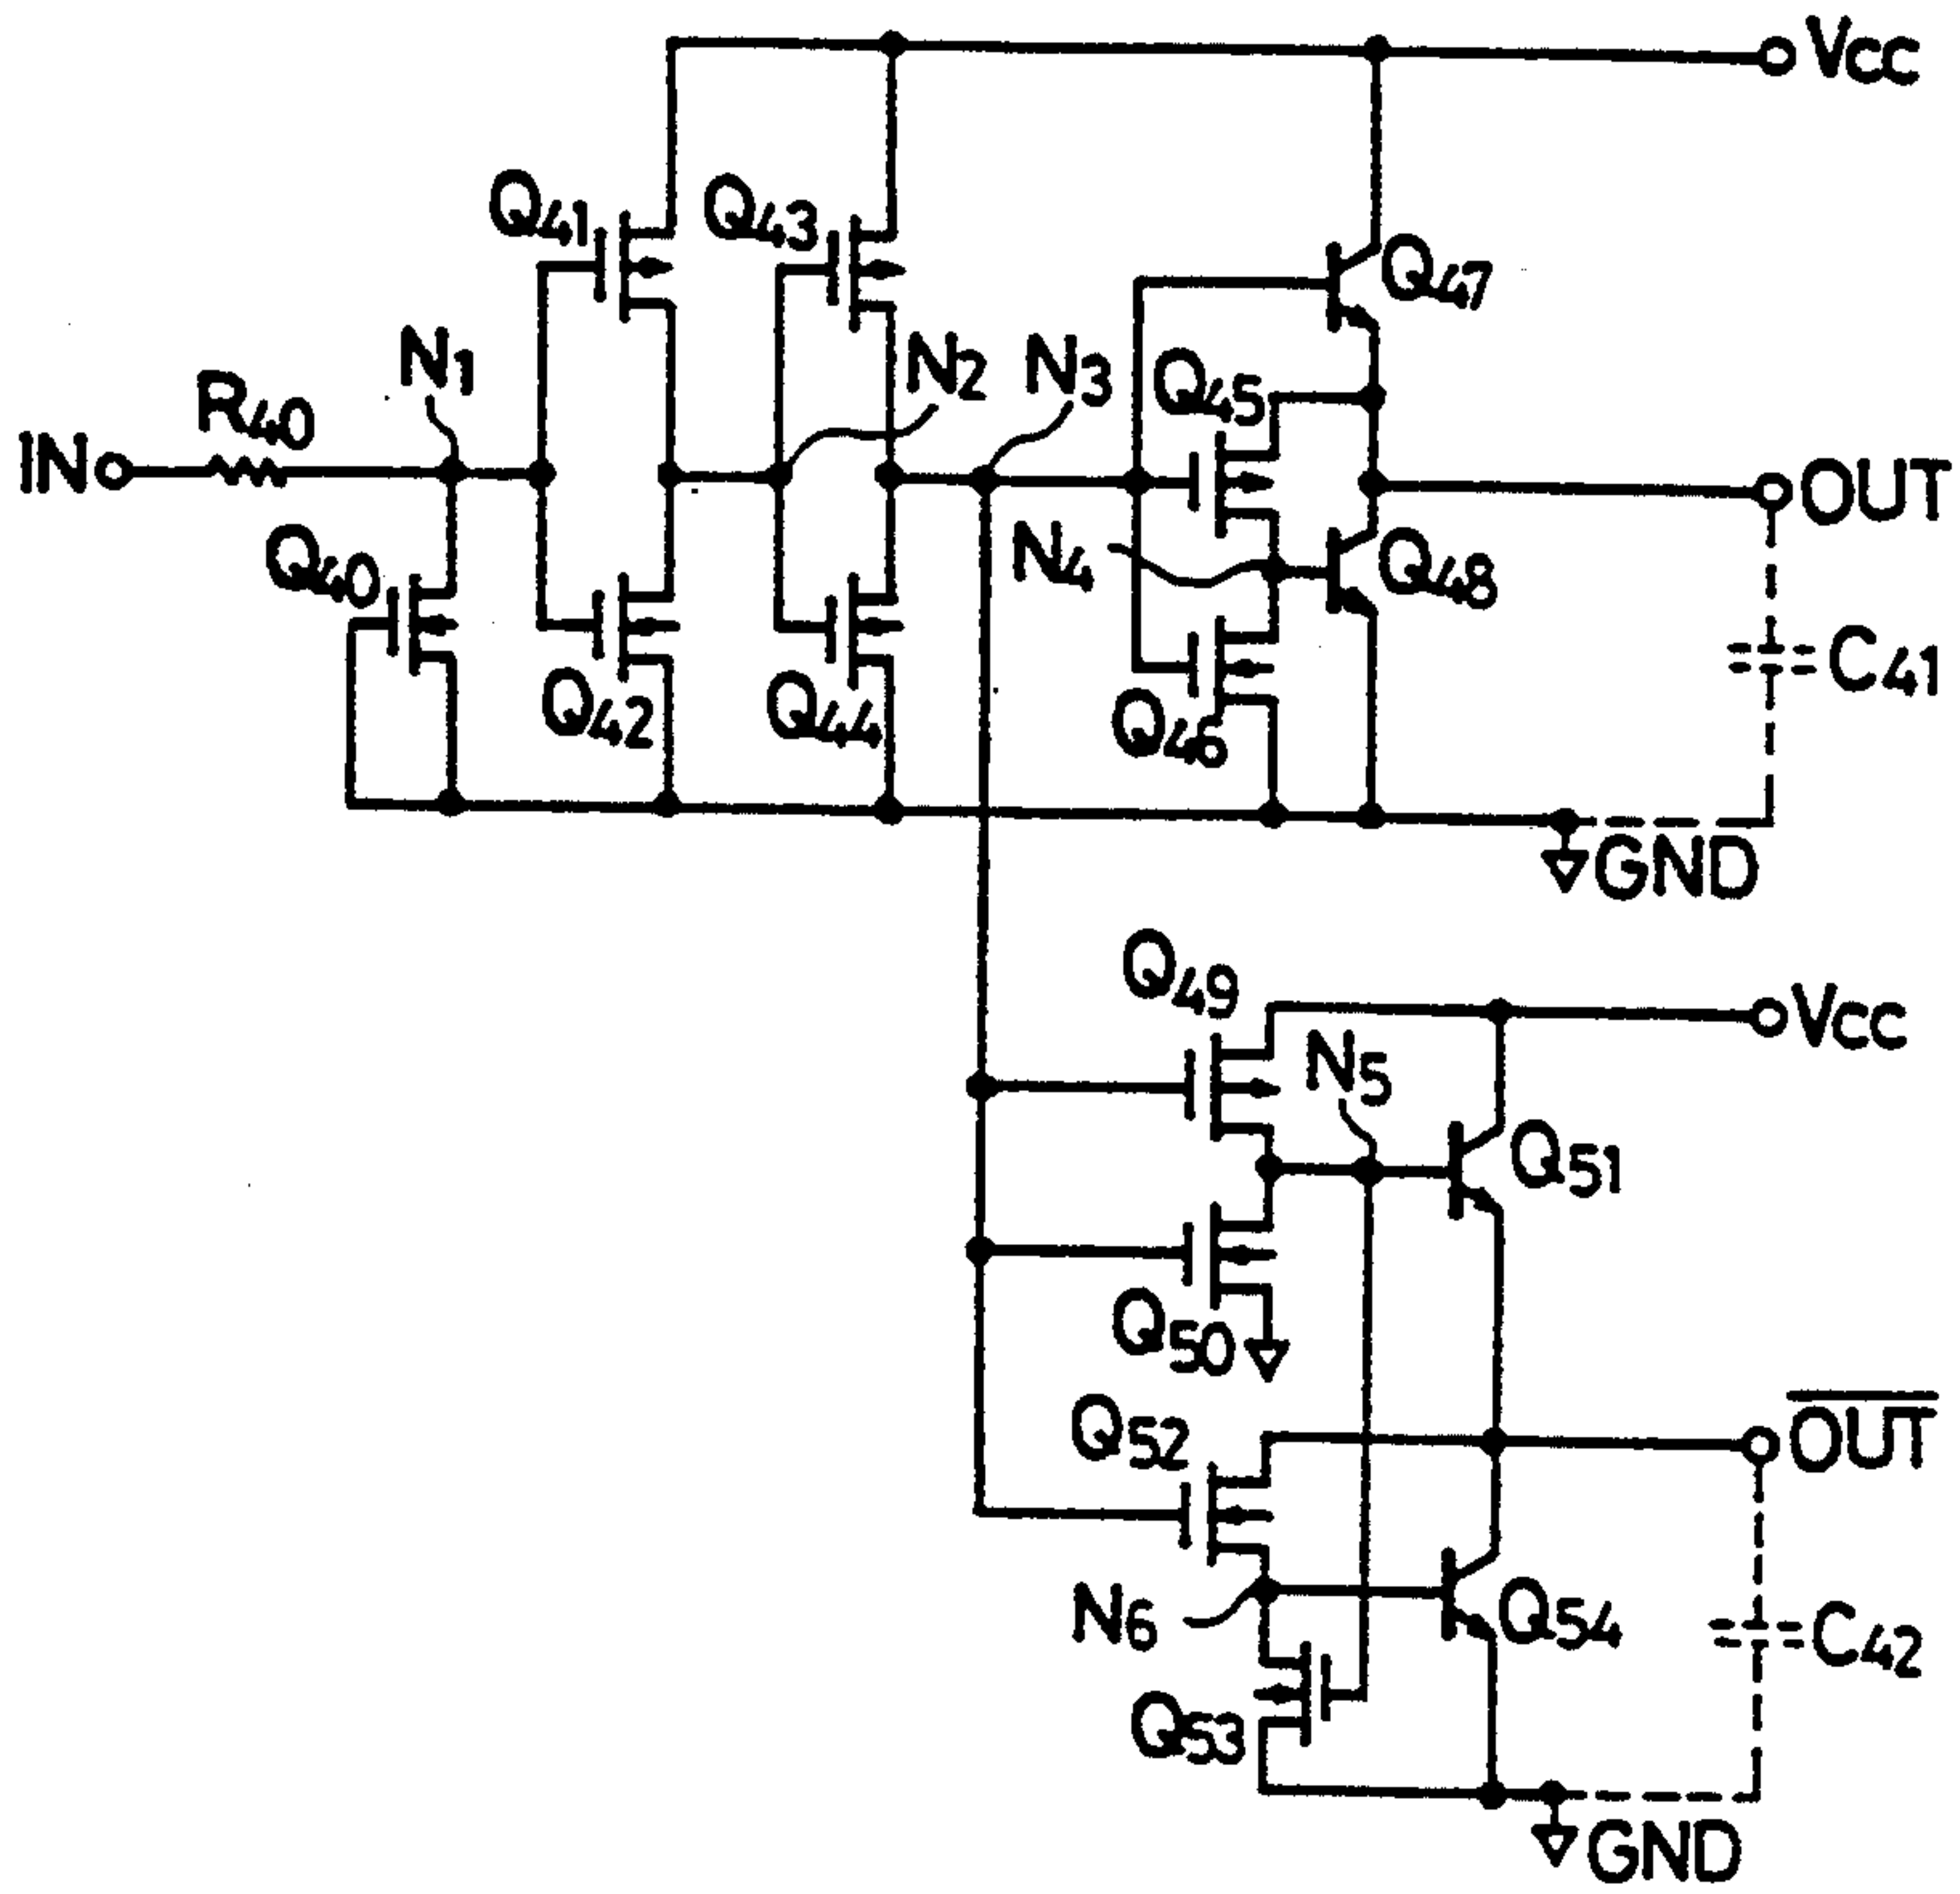 Vcc
Q41
Q43
Q47
N1
N2
N3
Q45
R40
IN
OUT
Q40
N4
Q48
C41
Q42
Q44
Q46
GND
Q49
Vcc
N5
Q51
Q50
Q52
OUT
N6
Q54
C42
Q53
GND